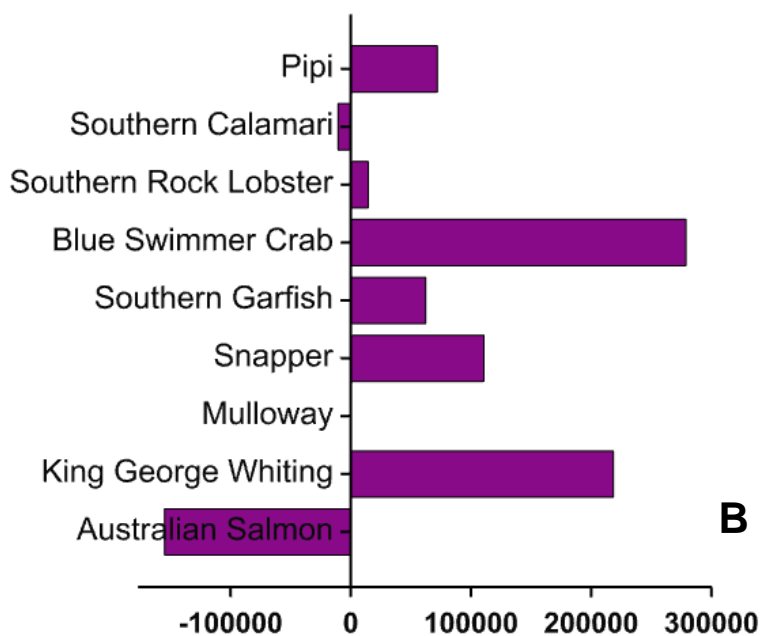 Pipi
Southern Calamari
Southern Rock Lobster
Blue Swimmer Crab
Southern Garfish
Snapper
Mulloway
King George Whiting
B
Australian Salmon
-100000 0 100000 200000 300000